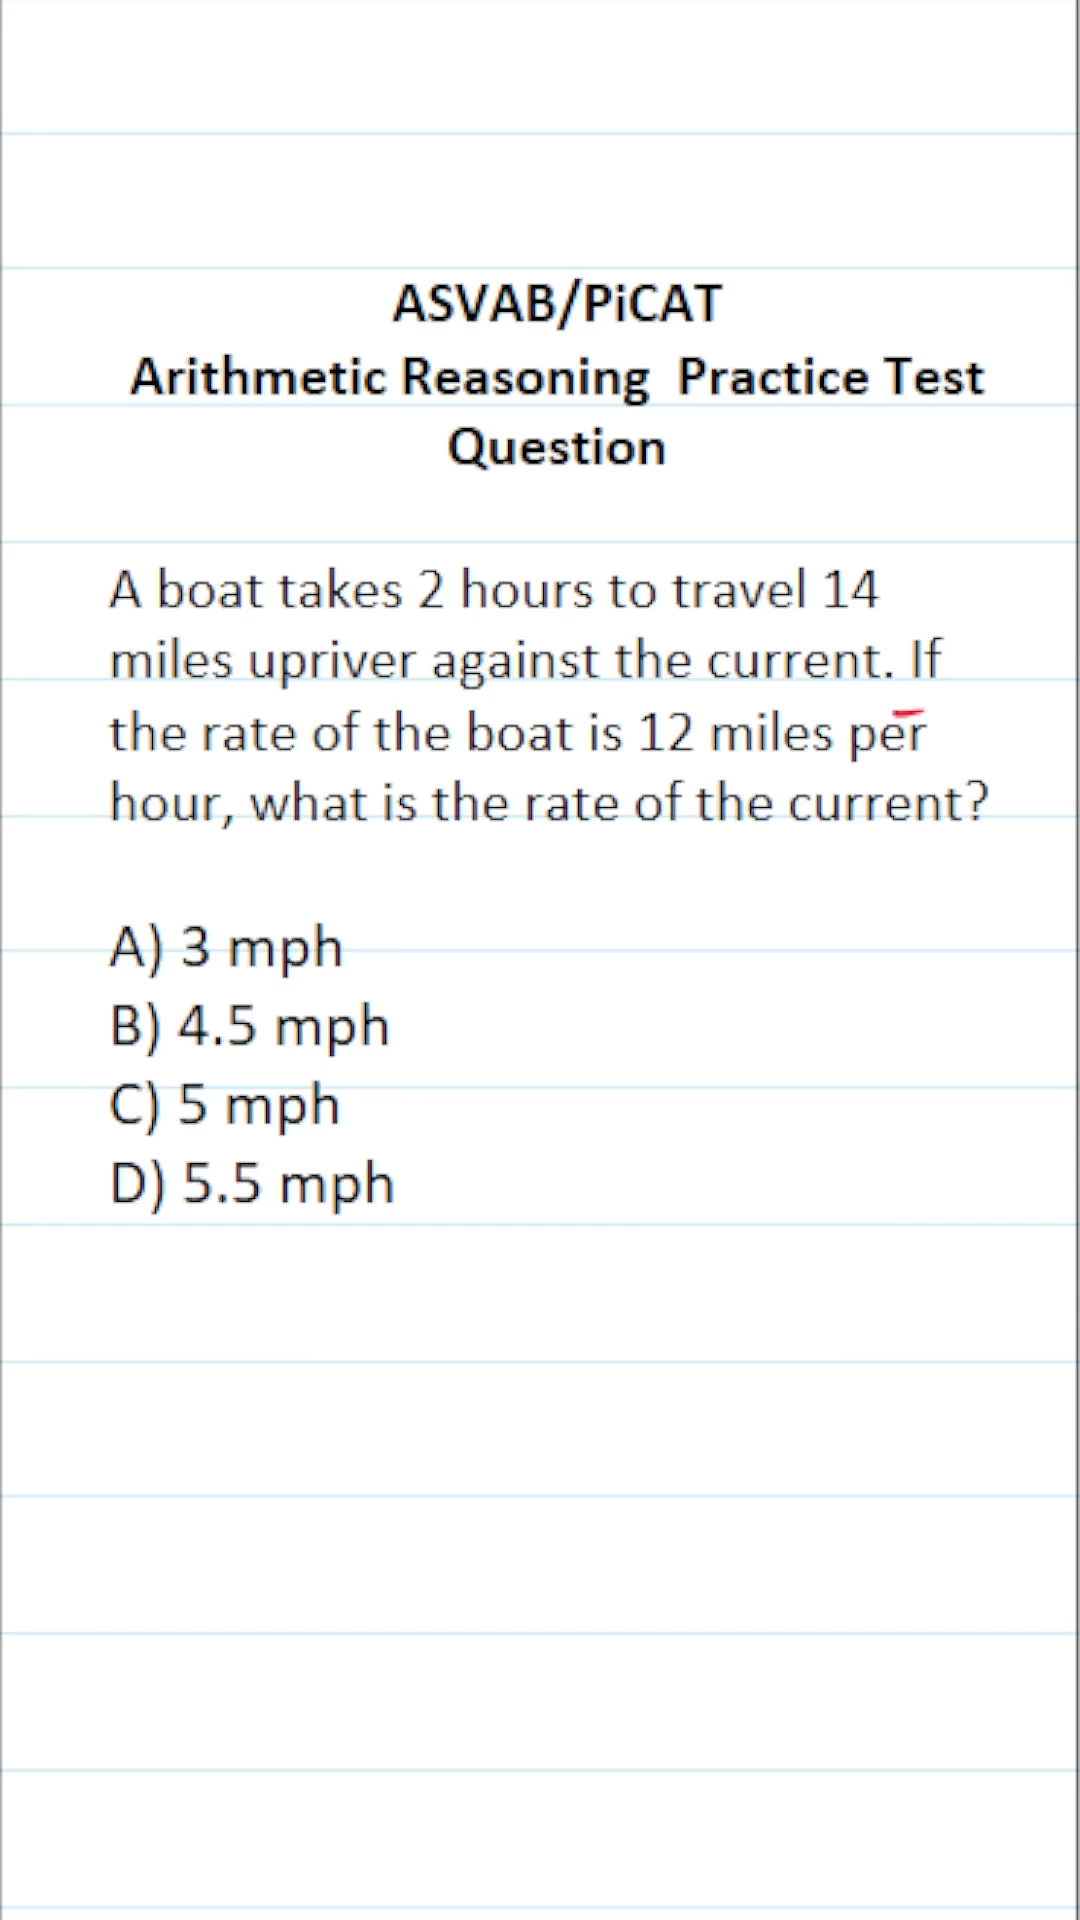 ASVAB/PiCAT
Arithmetic Reasoning Practice Test
Question
A boat takes 2 hours to travel 14
miles upriver against the current. If
the rate of the boat is 12 miles per
hour, what is the rate of the current?
A) 3 mph
B) 4.5 mph
C) 5 mph
D) 5.5 mph